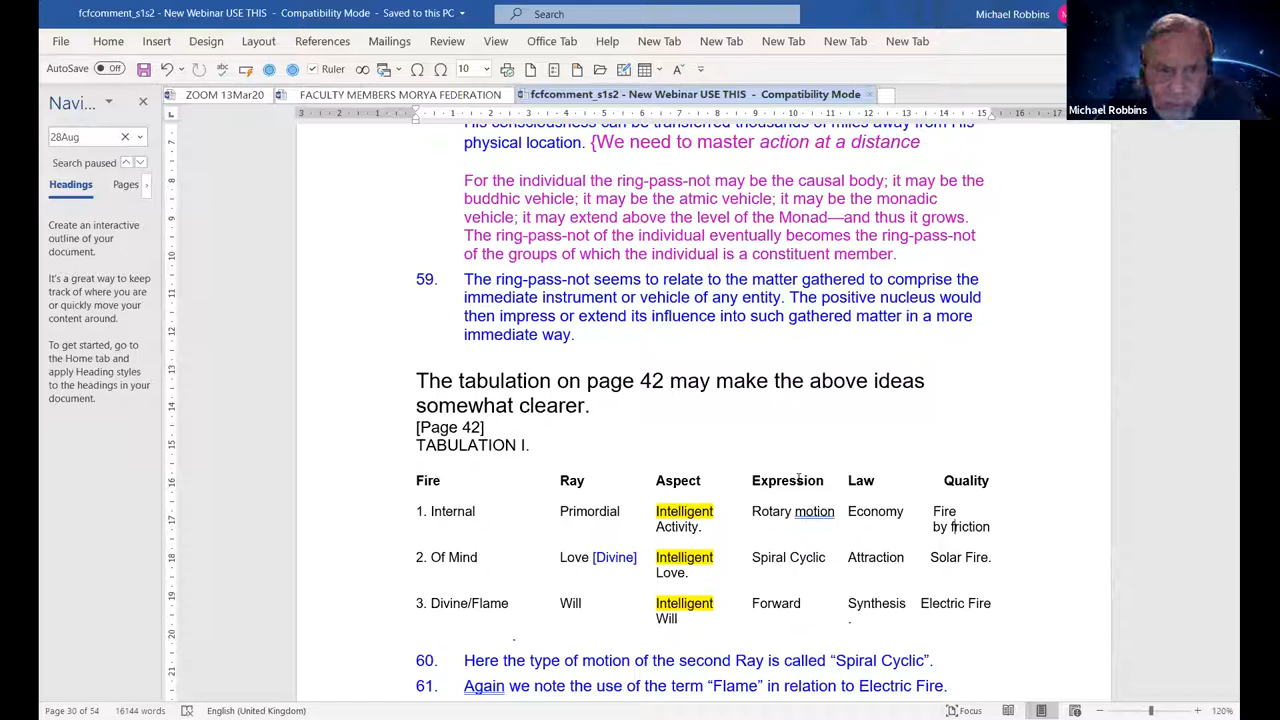 fcfcomment_s1s2 - New Webinar USE THIS - Compatibility Mode - Saved to this PC
Search
Michael Robbins
File Home Insert Design Layout References Mailings Review View Office Tab Help New Tab New Tab New Tab New Tab New Tab
AutoSave Off Ruler 10
Michael Robbins
Navi...
ZOOM 13Mar20 FACULTY MEMBERS MORYA FEDERATION fcfcomment_s1s2 - New Webinar USE THIS - Compatibility Mode
28Aug
Search paused
Headings Pages
Create an interactive
outline of your
document.
It's a great way to keep
track of where you are
or quickly move your
content around.
To get started, go to
the Home tab and
apply Heading styles
to the headings in your
document.
His consciousness can be transferred thousands of miles away from His
physical location. {We need to master action at a distance
For the individual the ring-pass-not may be the causal body; it may be the
buddhic vehicle; it may be the atmic vehicle; it may be the monadic
vehicle; it may extend above the level of the Monad—and thus it grows.
The ring-pass-not of the individual eventually becomes the ring-pass-not
of the groups of which the individual is a constituent member.
59. The ring-pass-not seems to relate to the matter gathered to comprise the
immediate instrument or vehicle of any entity. The positive nucleus would
then impress or extend its influence into such gathered matter in a more
immediate way.
The tabulation on page 42 may make the above ideas
somewhat clearer.
[Page 42]
TABULATION I.
Fire Ray Aspect Expression Law Quality
1. Internal Primordial Intelligent Rotary motion Economy Fire
Activity. by friction
2. Of Mind Love [Divine] Intelligent Spiral Cyclic Attraction Solar Fire.
Love.
3. Divine/Flame Will Intelligent Forward Synthesis Electric Fire
Will .
.
60. Here the type of motion of the second Ray is called “Spiral Cyclic”.
61. Again we note the use of the term “Flame” in relation to Electric Fire.
Page 30 of 54 16144 words English (United Kingdom) Focus 120%